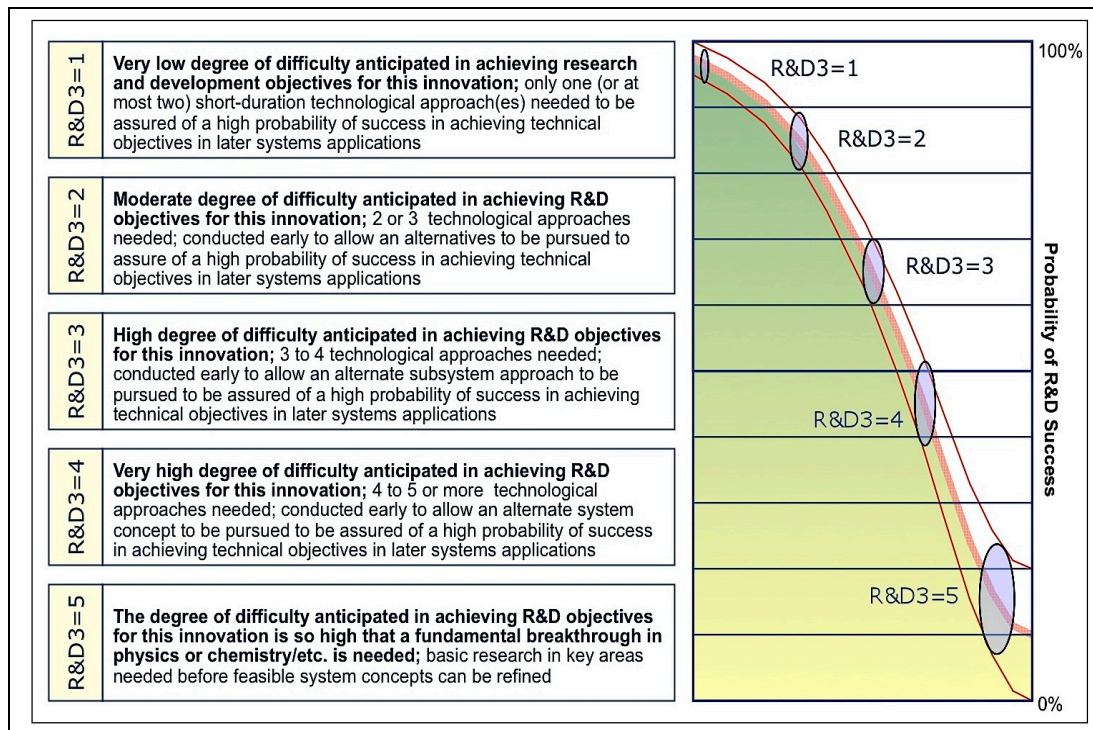 R&D3=1
Very low degree of difficulty anticipated in achieving research
and development objectives for this innovation; only one (or at
most two) short-duration technological approach(es) needed to be
assured of a high probability of success in achieving technical
objectives in later systems applications
R&D3=2
Moderate degree of difficulty anticipated in achieving R&D
objectives for this innovation; 2 or 3 technological approaches
needed; conducted early to allow an alternatives to be pursued to
assure of a high probability of success in achieving technical
objectives in later systems applications
R&D3=3
High degree of difficulty anticipated in achieving R&D objectives
for this innovation; 3 to 4 technological approaches needed;
conducted early to allow an alternate subsystem approach to be
pursued to be assured of a high probability of success in achieving
technical objectives in later systems applications
R&D3=4
Very high degree of difficulty anticipated in achieving R&D
objectives for this innovation; 4 to 5 or more technological
approaches needed; conducted early to allow an alternate system
concept to be pursued to be assured of a high probability of success
in achieving technical objectives in later systems applications
R&D3=5
The degree of difficulty anticipated in achieving R&D objectives
for this innovation is so high that a fundamental breakthrough in
physics or chemistry/etc. is needed; basic research in key areas
needed before feasible system concepts can be refined
100%
R&D3=1
R&D3=2
R&D3=3
R&D3=4
R&D3=5
Probability of R&D Success
0%